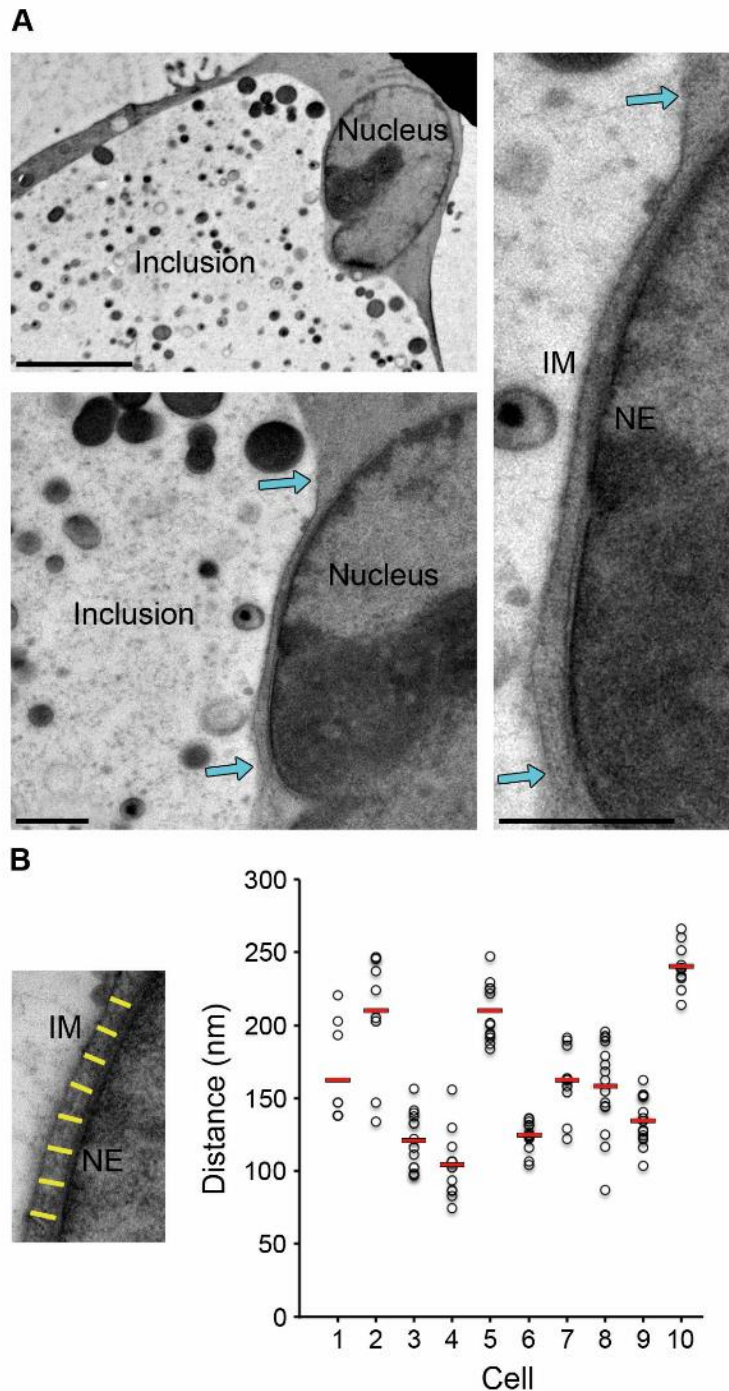 A
Nucleus
Inclusion
IM
NE
Nucleus
Inclusion
B
IM
NE
300
250
200
150
100
50
0
Distance (nm)
1 2 3 4 5 6 7 8 9 10
Cell